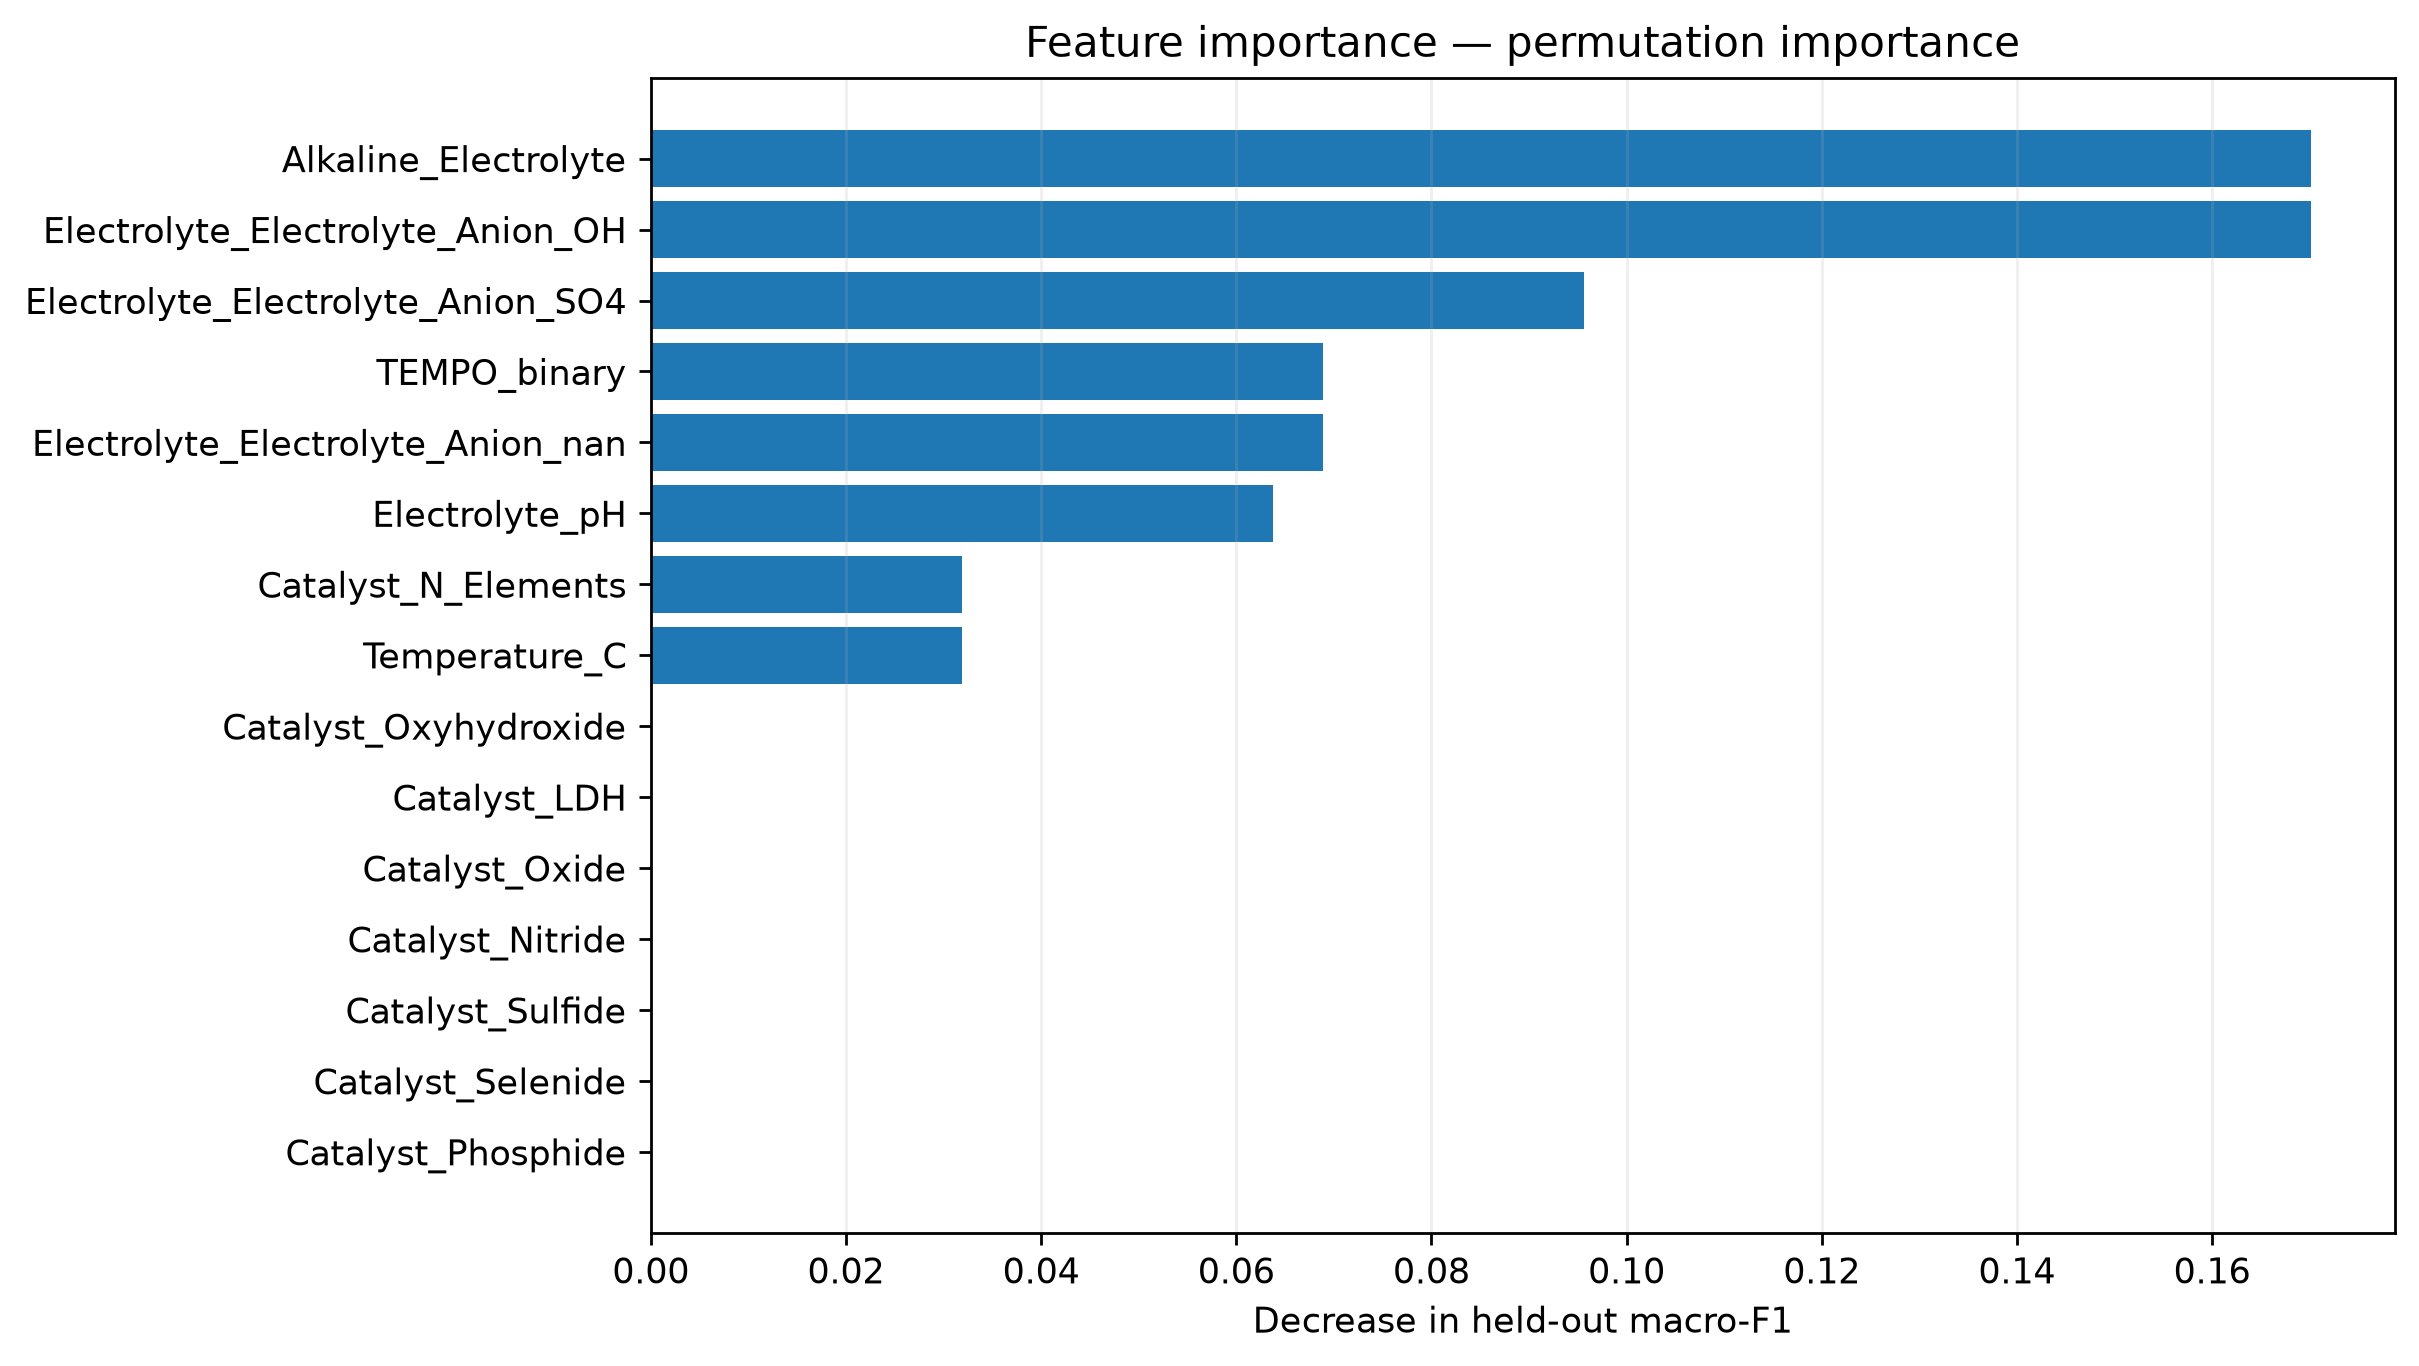 Feature importance — permutation importance
Alkaline_Electrolyte
Electrolyte_Electrolyte_Anion_OH
Electrolyte_Electrolyte_Anion_SO4
TEMPO_binary
Electrolyte_Electrolyte_Anion_nan
Electrolyte_pH
Catalyst_N_Elements
Temperature_C
Catalyst_Oxyhydroxide
Catalyst_LDH
Catalyst_Oxide
Catalyst_Nitride
Catalyst_Sulfide
Catalyst_Selenide
Catalyst_Phosphide
0.00 0.02 0.04 0.06 0.08 0.10 0.12 0.14 0.16
Decrease in held-out macro-F1